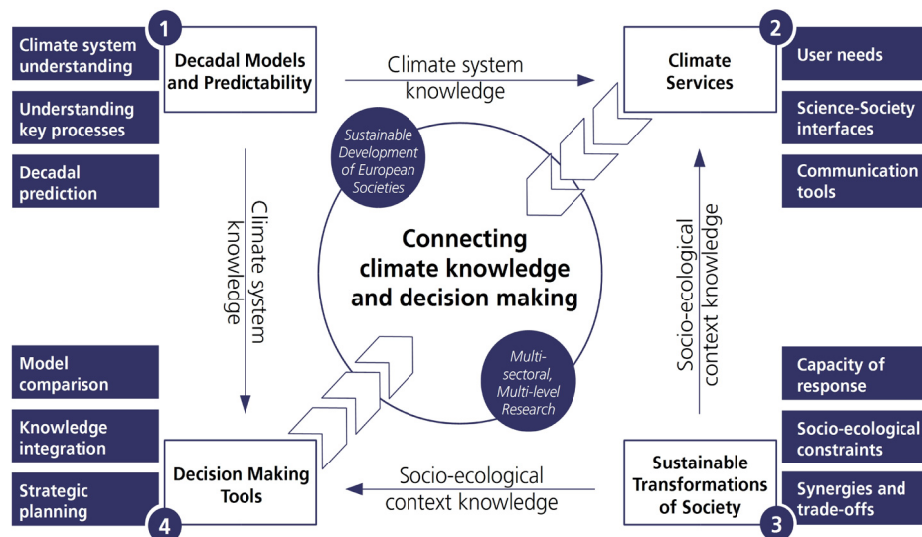 1
Climate system
understanding
Understanding
key processes
Decadal
prediction
Decadal Models
and Predictability
Climate system
knowledge
2
Climate
Services
User needs
Science-Society
interfaces
Communication
tools
Climate system
knowledge
Sustainable
Development
of European
Societies
Connecting
climate knowledge
and decision making
Multi-
sectoral,
Multi-level
Research
Socio-ecological
context knowledge
Model
comparison
Knowledge
integration
Strategic
planning
4
Decision Making
Tools
Socio-ecological
context knowledge
Sustainable
Transformations
of Society
3
Capacity of
response
Socio-ecological
constraints
Synergies and
trade-offs